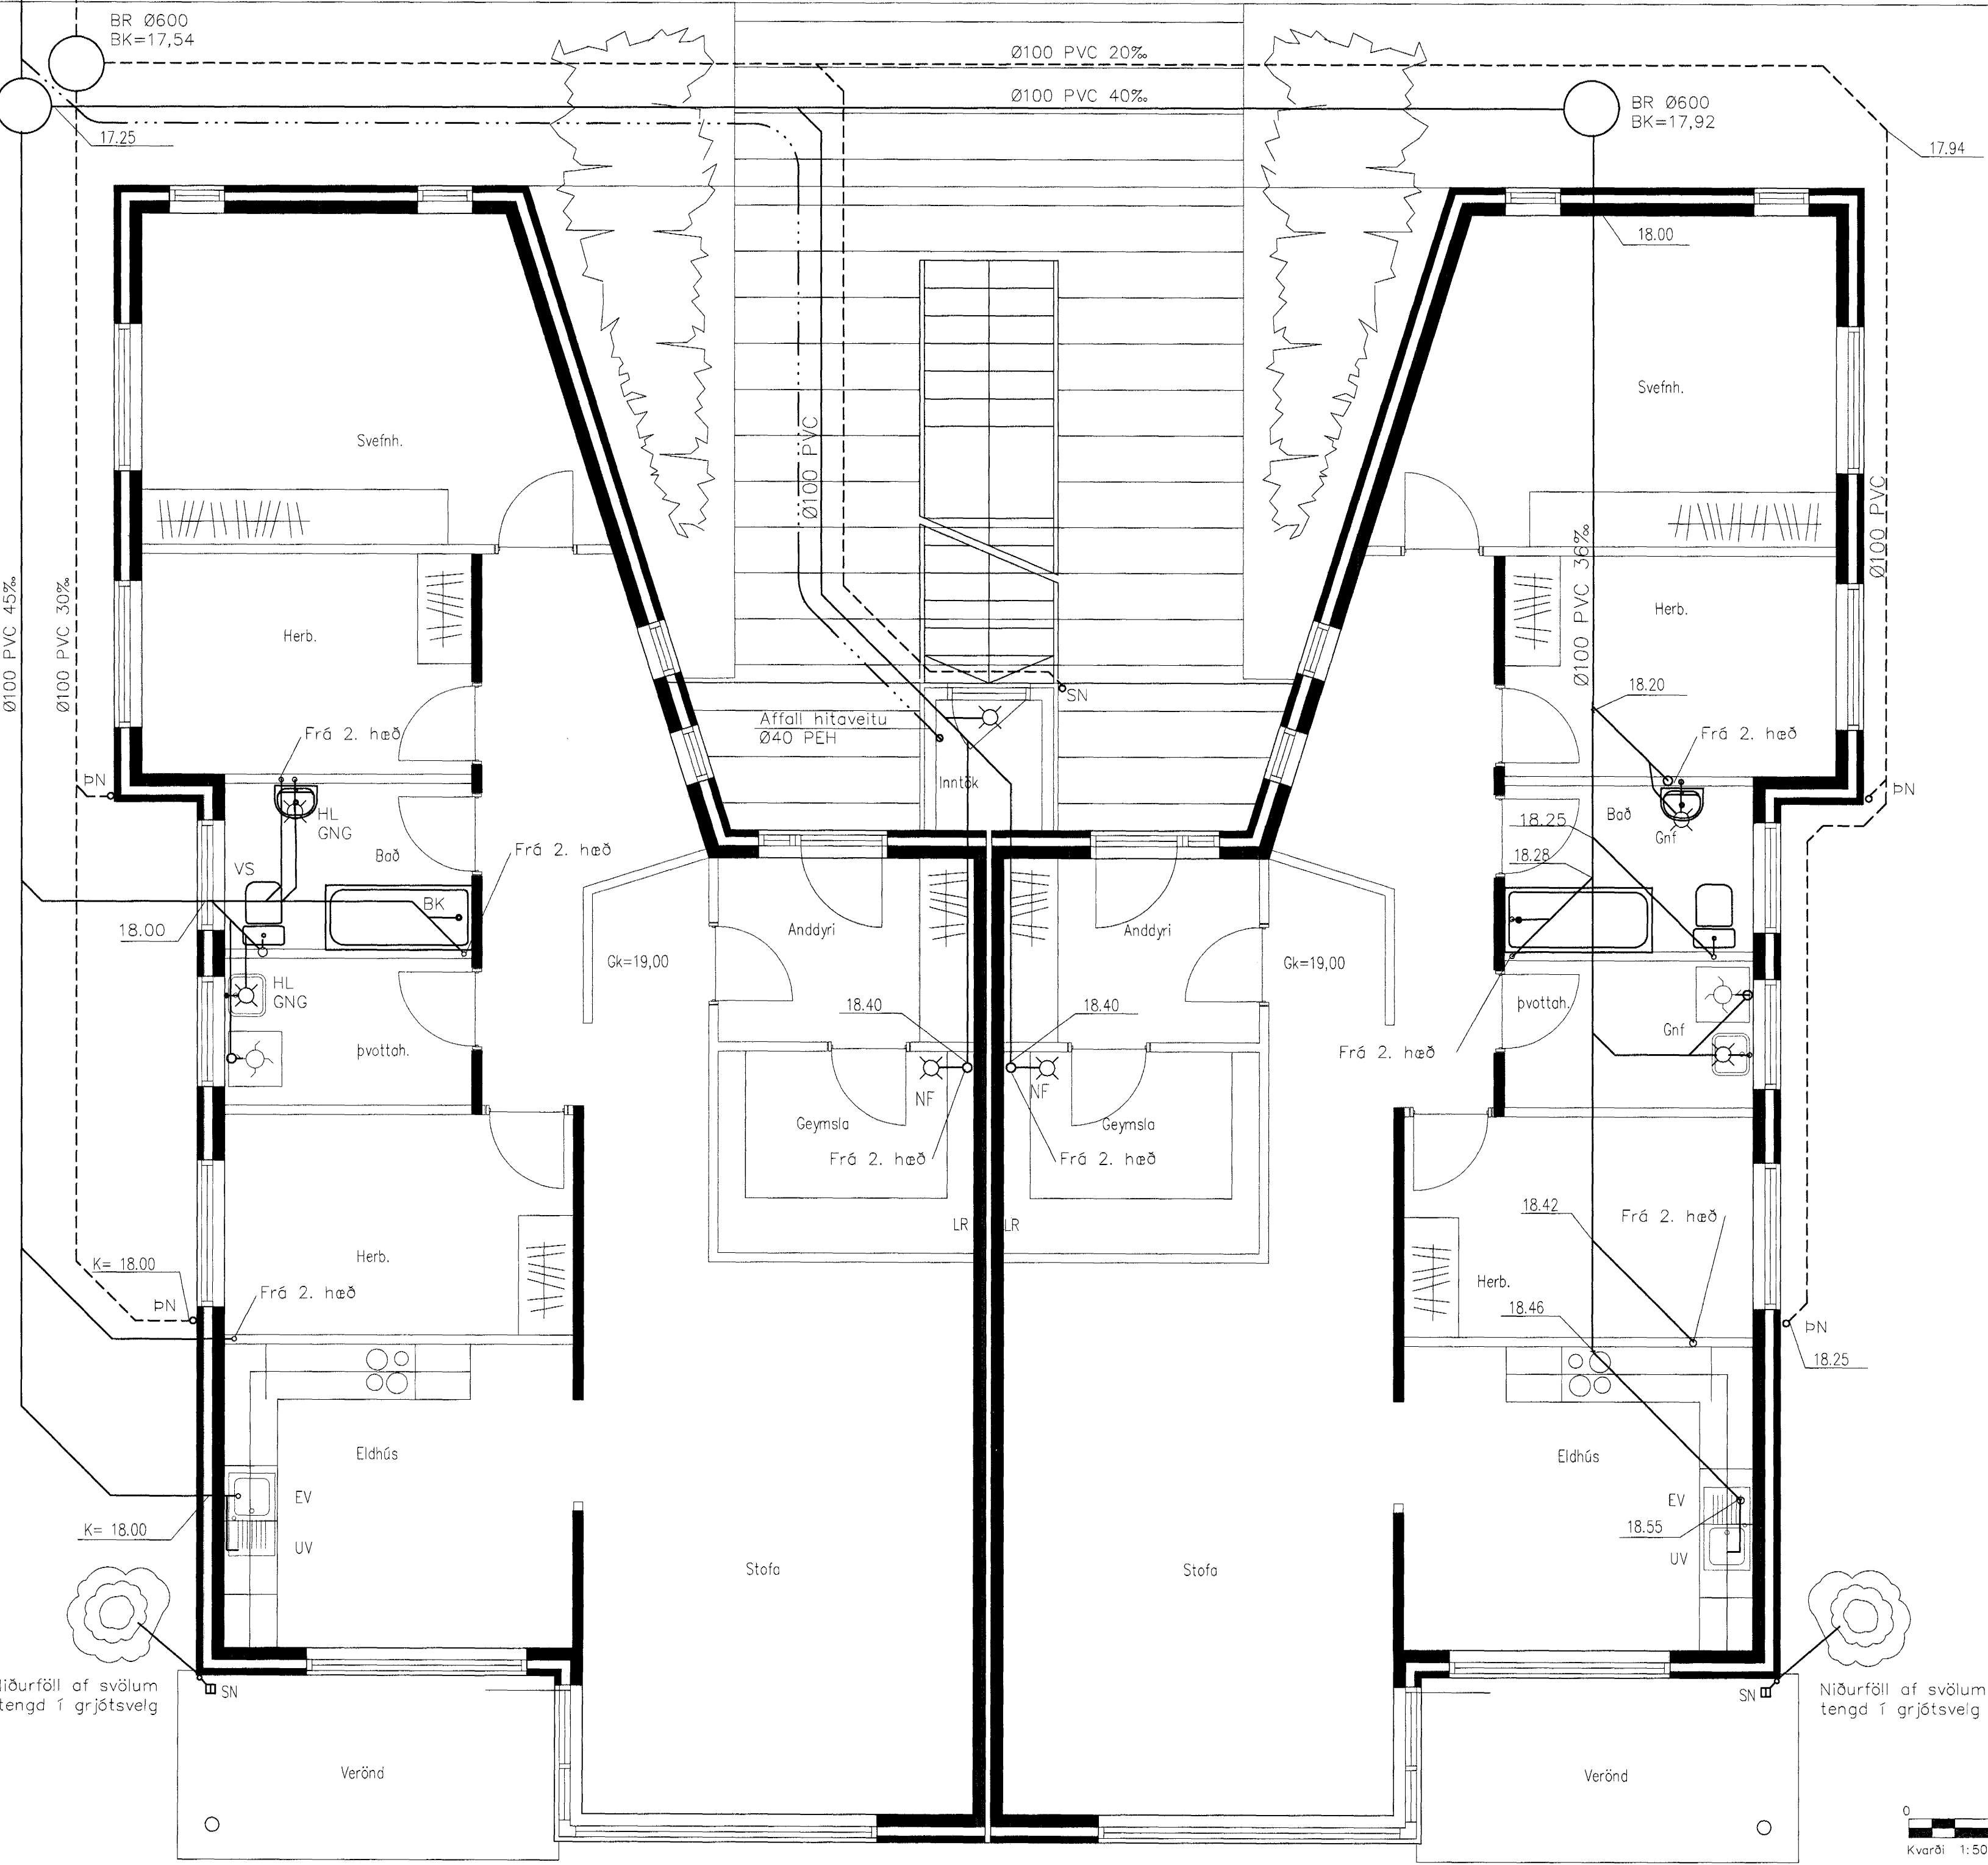 BR Ø600
BK=17,54
Ø100 PVC 20‰
Ø100 PVC 40‰
BR Ø600
BK=17,92
17.25
17.94
18.00
Svefnh.
Svefnh.
Ø100 PVC
Ø100 PVC 36‰
Ø100 PVC
Ø100 PVC 45‰
Ø100 PVC 30‰
Herb.
Herb.
18.20
SN
Affall hitaveitu
Ø40 PEH
Frá 2. hæð
Frá 2. hæð
Inntök
ÞN
ÞN
HL
GNG
Bað
Bað
Gnf
18.25
18.28
Frá 2. hæð
VS
BK
18.00
Anddyri
Anddyri
Gk=19,00
Gk=19,00
HL
GNG
18.40
18.40
þvottah.
þvottah.
Gnf
Frá 2. hæð
NF
NF
Geymsla
Geymsla
Frá 2. hæð
Frá 2. hæð
LR
LR
18.42
Frá 2. hæð
Herb.
Herb.
K= 18.00
Frá 2. hæð
ÞN
18.46
ÞN
18.25
Eldhús
Eldhús
EV
EV
K= 18.00
18.55
UV
UV
Stofa
Stofa
Niðurföll af svölum
tengd í grjótsvelg
SN
SN
Niðurföll af svölum
tengd í grjótsvelg
Verönd
Verönd
0
Kvarði 1:50